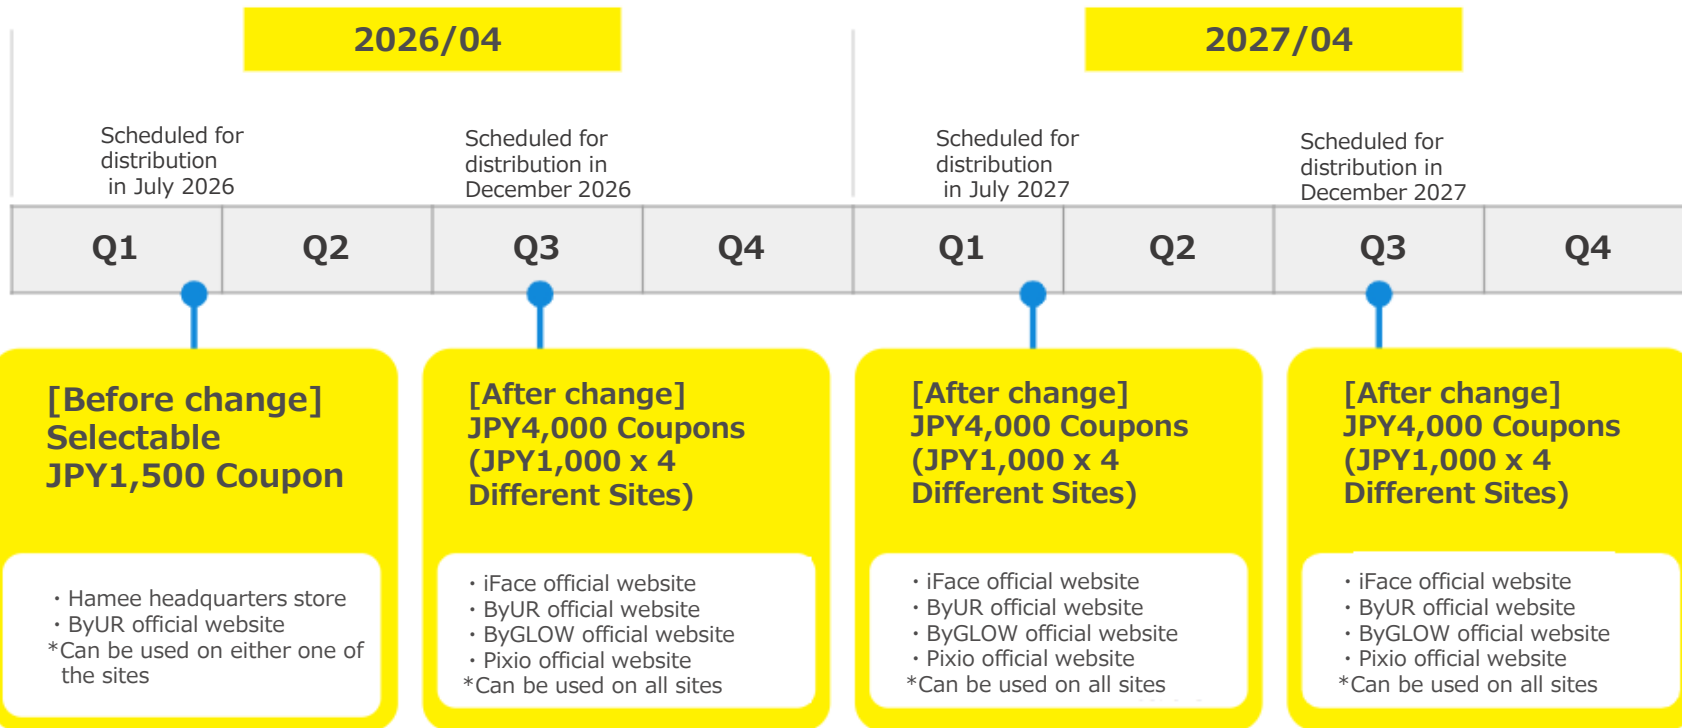 2026/04
2027/04
Scheduled for
distribution
in July 2026
Scheduled for
distribution in
December 2026
Scheduled for
distribution
in July 2027
Scheduled for
distribution in
December 2027
Q1
Q2
Q3
Q4
Q1
Q2
Q3
Q4
[Before change]
Selectable
JPY1,500 Coupon
・Hamee headquarters store
・ByUR official website
*Can be used on either one of
the sites
[After change]
JPY4,000 Coupons
(JPY1,000 x 4
Different Sites)
・iFace official website
・ByUR official website
・ByGLOW official website
・Pixio official website
*Can be used on all sites
[After change]
JPY4,000 Coupons
(JPY1,000 x 4
Different Sites)
・iFace official website
・ByUR official website
・ByGLOW official website
・Pixio official website
*Can be used on all sites
[After change]
JPY4,000 Coupons
(JPY1,000 x 4
Different Sites)
・iFace official website
・ByUR official website
・ByGLOW official website
・Pixio official website
*Can be used on all sites